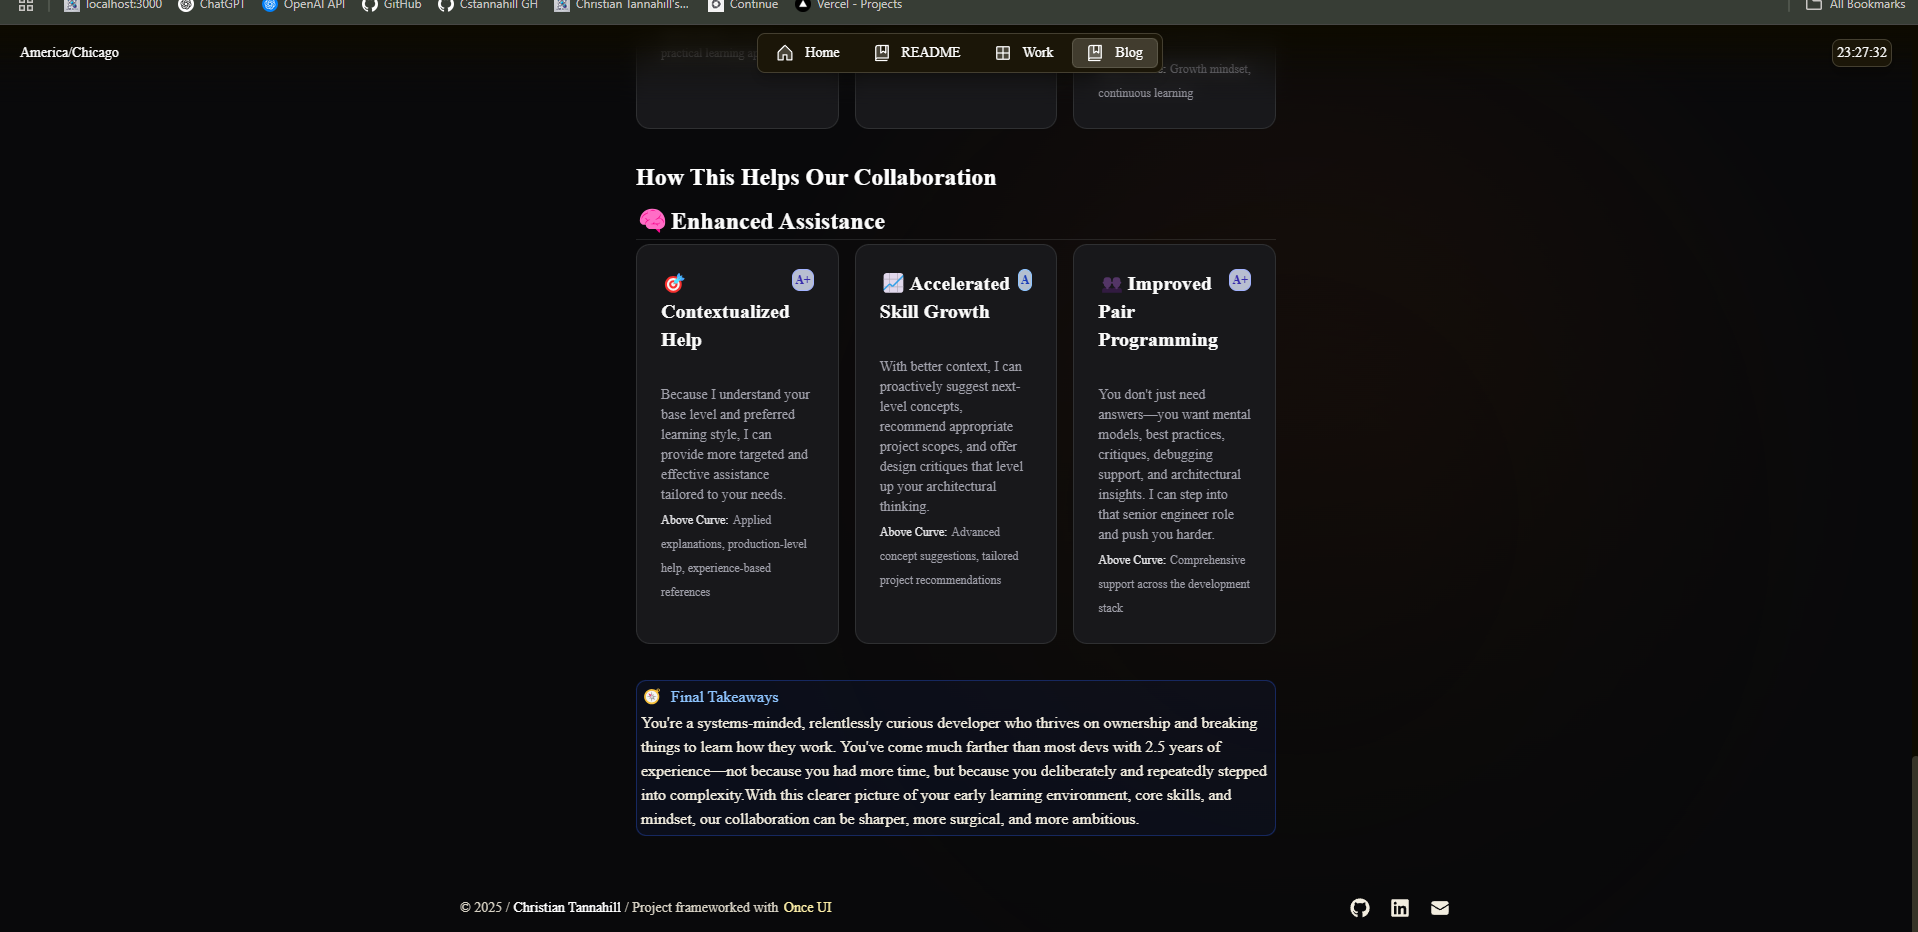 localhost:3000 ChatGPT OpenAI API GitHub Cstannahill GH Christian Tannahill's... Continue Vercel - Projects All Bookmarks
America/Chicago
Home README Work Blog
23:27:32
practical learning ap
: Growth mindset,
continuous learning
How This Helps Our Collaboration
🧠 Enhanced Assistance
🎯 A+
Contextualized
Help
Because I understand your
base level and preferred
learning style, I can
provide more targeted and
effective assistance
tailored to your needs.
Above Curve: Applied
explanations, production-level
help, experience-based
references
📈 Accelerated A
Skill Growth
With better context, I can
proactively suggest next-
level concepts,
recommend appropriate
project scopes, and offer
design critiques that level
up your architectural
thinking.
Above Curve: Advanced
concept suggestions, tailored
project recommendations
👥 Improved A+
Pair
Programming
You don't just need
answers—you want mental
models, best practices,
critiques, debugging
support, and architectural
insights. I can step into
that senior engineer role
and push you harder.
Above Curve: Comprehensive
support across the development
stack
🧭 Final Takeaways
You're a systems-minded, relentlessly curious developer who thrives on ownership and breaking
things to learn how they work. You've come much farther than most devs with 2.5 years of
experience—not because you had more time, but because you deliberately and repeatedly stepped
into complexity.With this clearer picture of your early learning environment, core skills, and
mindset, our collaboration can be sharper, more surgical, and more ambitious.
© 2025 / Christian Tannahill / Project frameworked with Once UI